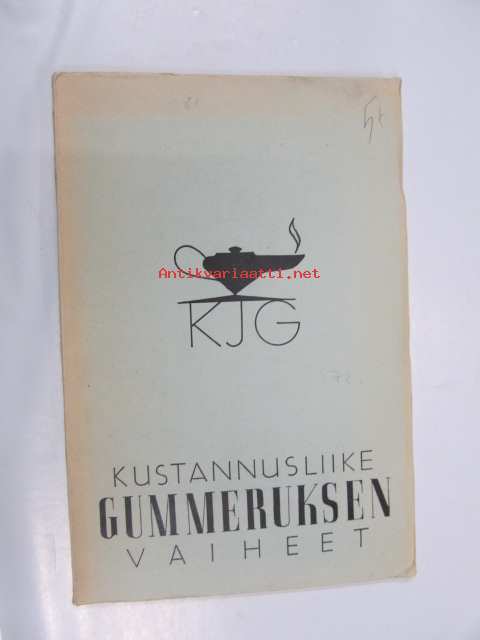 Antikvariaatti.net
KJG
KUSTANNUSLIIKE
GUMMERUKSEN
VAIHEET